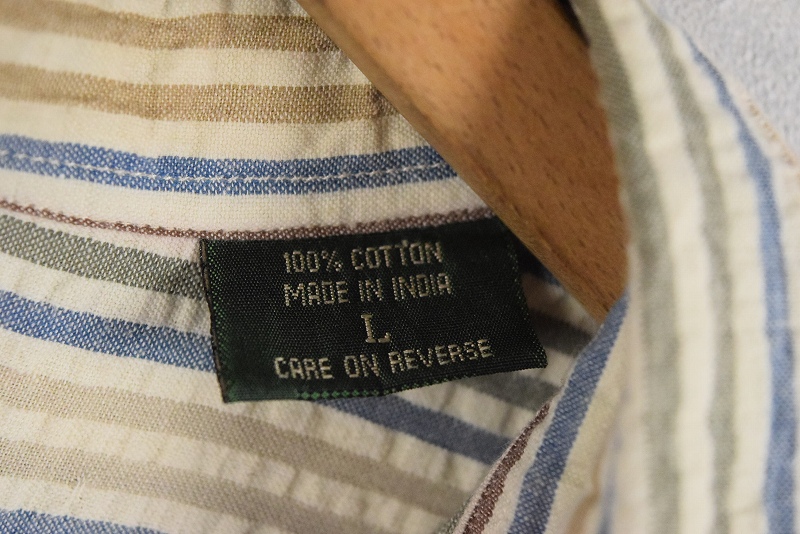 100% COTTON
MADE IN INDIA
L
CARE ON REVERSE